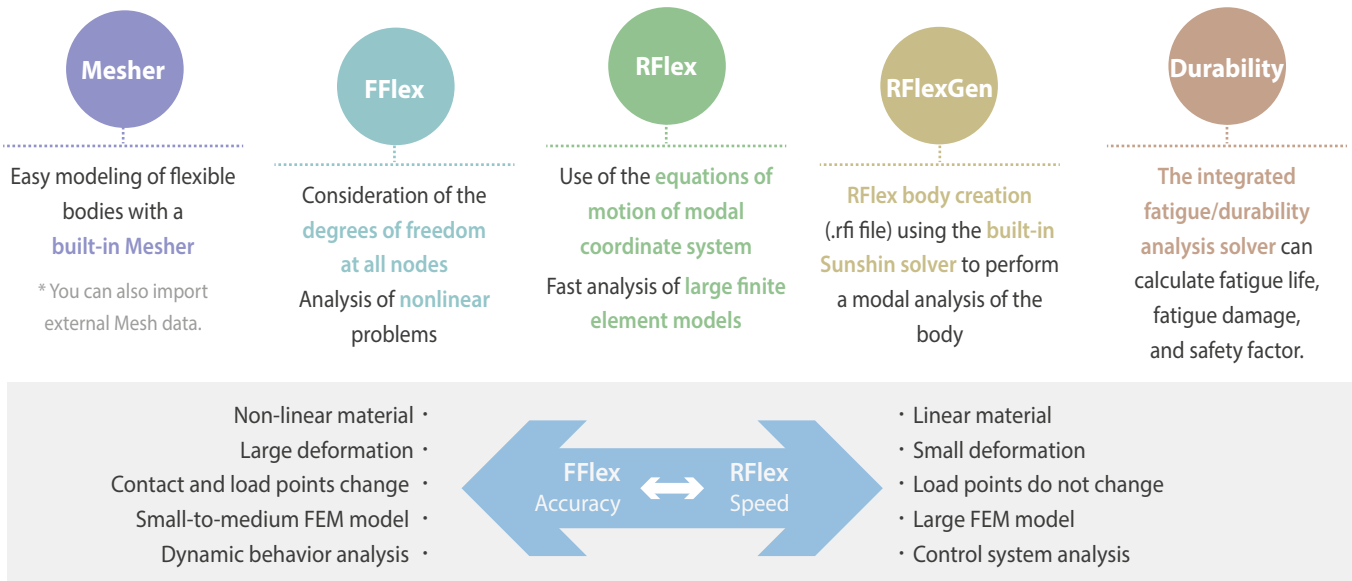 Mesher
Easy modeling of flexible
bodies with a
built-in Mesher
* You can also import
external Mesh data.
FFlex
Consideration of the
degrees of freedom
at all nodes
Analysis of nonlinear
problems
RFlex
Use of the equations of
motion of modal
coordinate system
Fast analysis of large finite
element models
RFlexGen
RFlex body creation
(.rfi file) using the built-in
Sunshin solver to perform
a modal analysis of the
body
Durability
The integrated
fatigue/durability
analysis solver can
calculate fatigue life,
fatigue damage,
and safety factor.
Non-linear material ·
Large deformation ·
Contact and load points change ·
Small-to-medium FEM model ·
Dynamic behavior analysis ·
FFlex
Accuracy
RFlex
Speed
· Linear material
· Small deformation
· Load points do not change
· Large FEM model
· Control system analysis